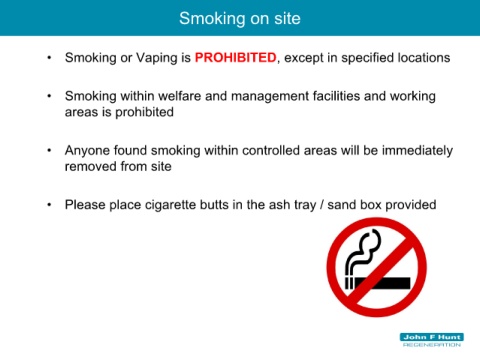 Smoking on site
• Smoking or Vaping is PROHIBITED, except in specified locations
• Smoking within welfare and management facilities and working
areas is prohibited
• Anyone found smoking within controlled areas will be immediately
removed from site
• Please place cigarette butts in the ash tray / sand box provided
John F Hunt
REGENERATION